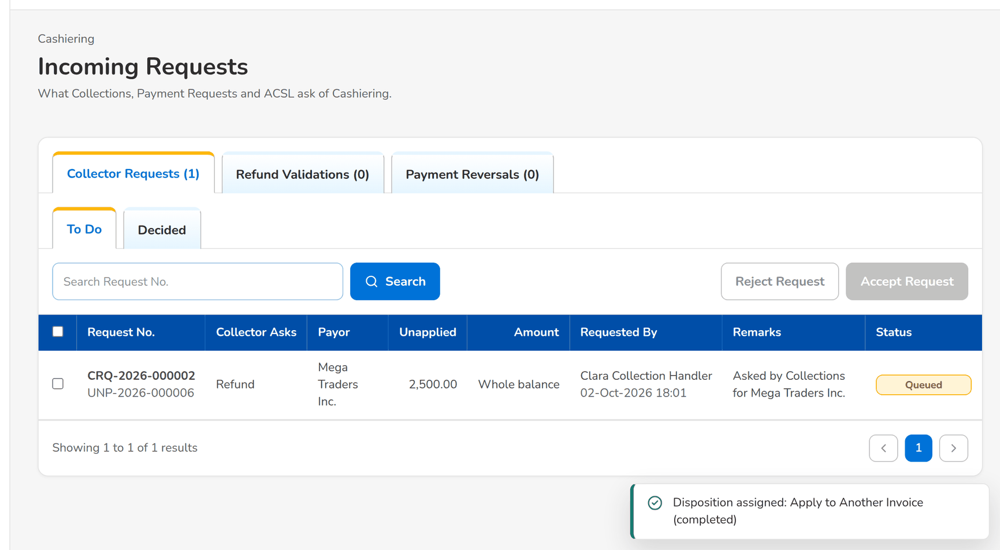 Cashiering
Incoming Requests
What Collections, Payment Requests and ACSL ask of Cashiering.
Collector Requests (1)
Refund Validations (0)
Payment Reversals (0)
To Do
Decided
Search Request No.
Search
Reject Request
Accept Request
Request No.
Collector Asks
Payor
Unapplied
Amount
Requested By
Remarks
Status
CRQ-2026-000002
UNP-2026-000006
Refund
Mega
Traders
Inc.
2,500.00
Whole balance
Clara Collection Handler
02-Oct-2026 18:01
Asked by Collections
for Mega Traders Inc.
Queued
Showing 1 to 1 of 1 results
1
Disposition assigned: Apply to Another Invoice
(completed)